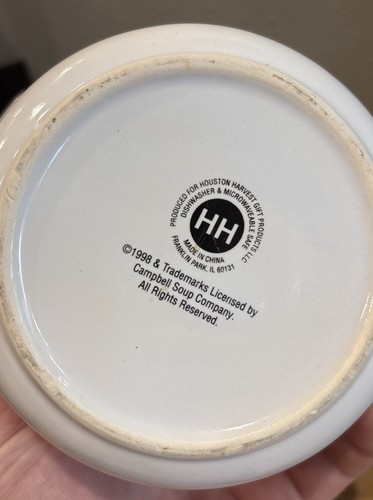 PRODUCED FOR HOUSTON HARVEST GIFT PRODUCTS LLC
DISHWASHER & MICROWAVEABLE SAFE
HH
MADE IN CHINA
FRANKLIN PARK, IL 60131
©1998 & Trademarks Licensed by
Campbell Soup Company.
All Rights Reserved.